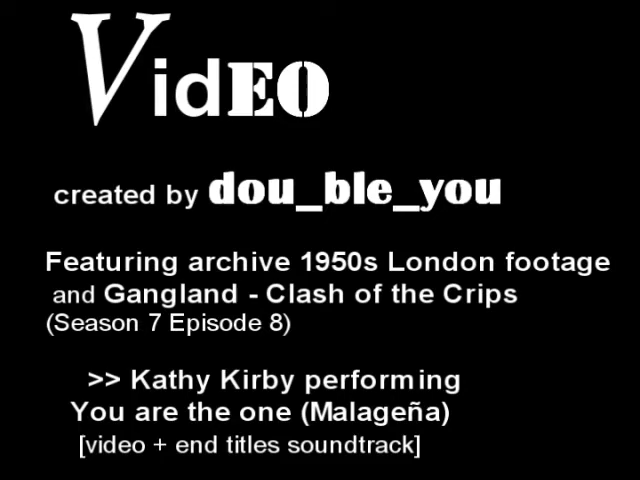 VidEO
created by dou_ble_you
Featuring archive 1950s London footage
and Gangland - Clash of the Crips
(Season 7 Episode 8)
>> Kathy Kirby performing
You are the one (Malageña)
[video + end titles soundtrack]